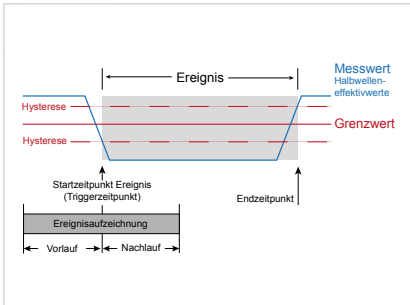 Ereignis
Messwert
Halbwellen-
effektivwerte
Hysterese
Grenzwert
Hysterese
Startzeitpunkt Ereignis
(Triggerzeitpunkt)
Endzeitpunkt
Ereignisaufzeichnung
Vorlauf
Nachlauf